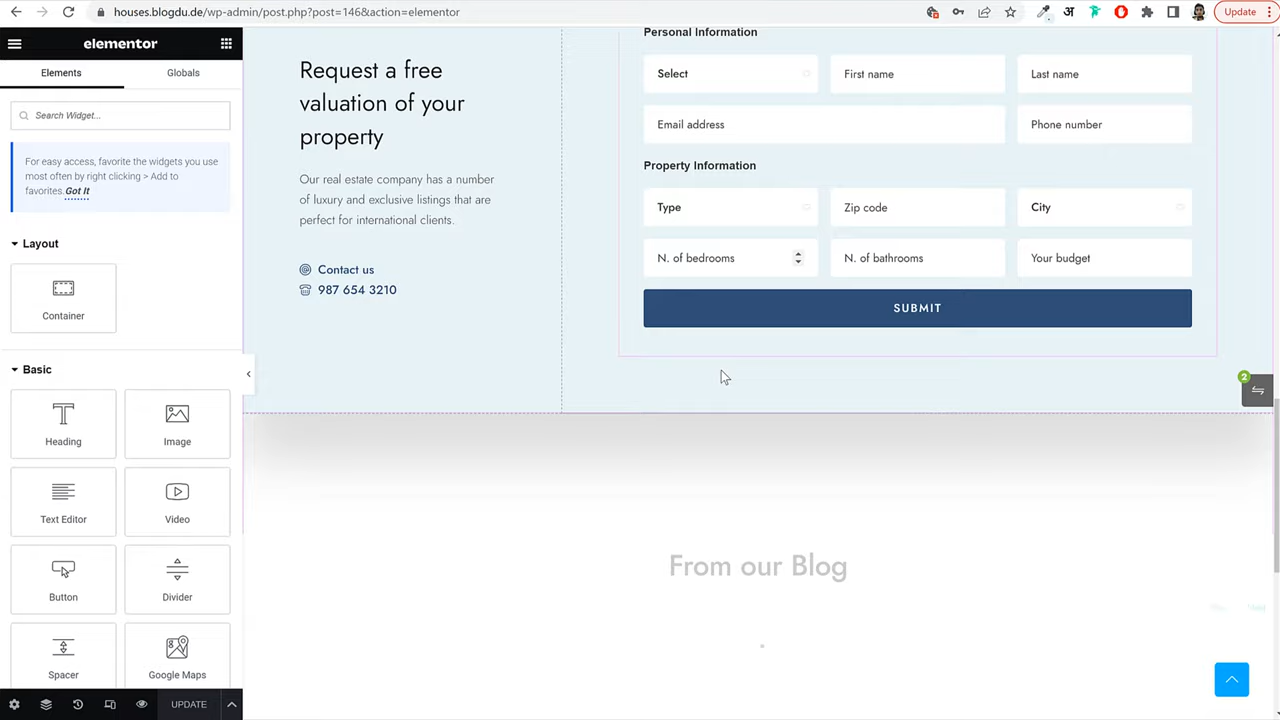 houses.blogdu.de/wp-admin/post.php?post=146&action=elementor
अ
Update
elementor
Elements
Globals
Search Widget...
For easy access, favorite the widgets you use
most often by right clicking > Add to
favorites. Got It
Layout
Container
Basic
Heading
Image
Text Editor
Video
Button
Divider
Spacer
Google Maps
UPDATE
Request a free
valuation of your
property
Our real estate company has a number
of luxury and exclusive listings that are
perfect for international clients.
Contact us
987 654 3210
Personal Information
Select
First name
Last name
Email address
Phone number
Property Information
Type
Zip code
City
N. of bedrooms
N. of bathrooms
Your budget
SUBMIT
2
From our Blog